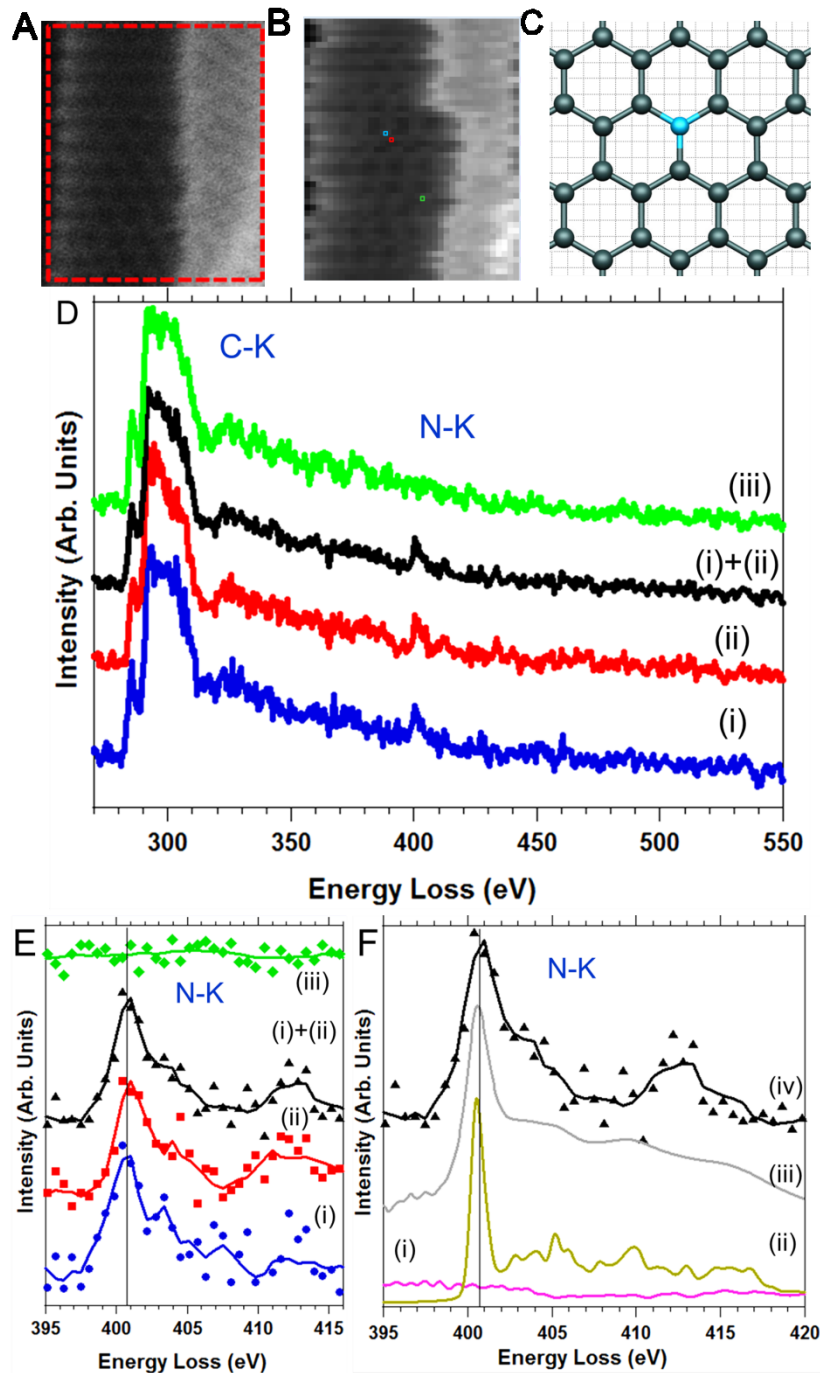 A
B
C
D
C-K
N-K
(iii)
(i)+(ii)
(ii)
(i)
Intensity (Arb. Units)
300 350 400 450 500 550
Energy Loss (eV)
E
N-K
(iii)
(i)+(ii)
(ii)
(i)
Intensity (Arb. Units)
395 400 405 410 415
Energy Loss (eV)
F
N-K
(iv)
(iii)
(ii)
(i)
Intensity (Arb. Units)
395 400 405 410 415 420
Energy Loss (eV)